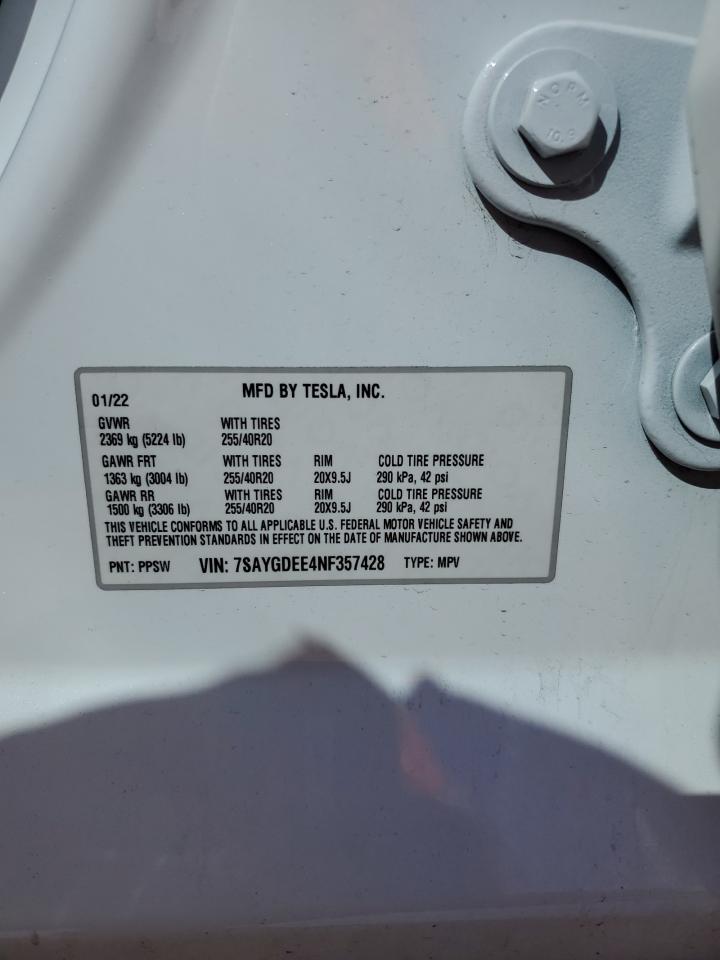 NORM
10.9
MFD BY TESLA, INC.
01/22
GVWR WITH TIRES
2369 kg (5224 lb) 255/40R20
GAWR FRT WITH TIRES RIM COLD TIRE PRESSURE
1363 kg (3004 lb) 255/40R20 20X9.5J 290 kPa, 42 psi
GAWR RR WITH TIRES RIM COLD TIRE PRESSURE
1500 kg (3306 lb) 255/40R20 20X9.5J 290 kPa, 42 psi
THIS VEHICLE CONFORMS TO ALL APPLICABLE U.S. FEDERAL MOTOR VEHICLE SAFETY AND
THEFT PREVENTION STANDARDS IN EFFECT ON THE DATE OF MANUFACTURE SHOWN ABOVE.
PNT: PPSW VIN: 7SAYGDEE4NF357428 TYPE: MPV